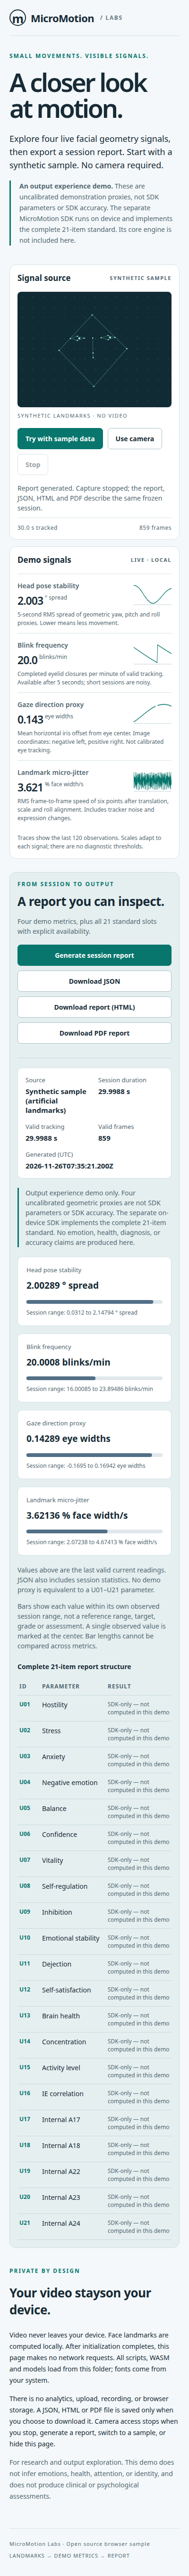 m MicroMotion / LABS
SMALL MOVEMENTS. VISIBLE SIGNALS.
A closer look
at motion.
Explore four live facial geometry signals,
then export a session report. Start with a
synthetic sample. No camera required.
An output experience demo. These are
uncalibrated demonstration proxies, not SDK
parameters or SDK accuracy. The separate
MicroMotion SDK runs on device and implements
the complete 21-item standard. Its core engine is
not included here.
Signal source
SYNTHETIC SAMPLE
SYNTHETIC LANDMARKS · NO VIDEO
Try with sample data
Use camera
Stop
Report generated. Capture stopped; the report,
JSON, HTML and PDF describe the same frozen
session.
30.0 s tracked
859 frames
Demo signals
LIVE · LOCAL
Head pose stability
2.003 ° spread
5-second RMS spread of geometric yaw, pitch and roll
proxies. Lower means less movement.
Blink frequency
20.0 blinks/min
Completed eyelid closures per minute of valid tracking.
Available after 5 seconds; short sessions are noisy.
Gaze direction proxy
0.143 eye widths
Mean horizontal iris offset from eye center. Image
coordinates: negative left, positive right. Not calibrated
eye tracking.
Landmark micro-jitter
3.621 % face width/s
RMS frame-to-frame speed of six points after translation,
scale and roll alignment. Includes tracker noise and
expression changes.
Traces show the last 120 observations. Scales adapt to
each signal; there are no diagnostic thresholds.
FROM SESSION TO OUTPUT
A report you can inspect.
Four demo metrics, plus all 21 standard slots
with explicit availability.
Generate session report
Download JSON
Download report (HTML)
Download PDF report
Source
Synthetic sample
(artificial
landmarks)
Session duration
29.9988 s
Valid tracking
29.9988 s
Valid frames
859
Generated (UTC)
2026-11-26T07:35:21.200Z
Output experience demo only. Four
uncalibrated geometric proxies are not SDK
parameters or SDK accuracy. The separate on-
device SDK implements the complete 21-item
standard. No emotion, health, diagnosis, or
accuracy claims are produced here.
Head pose stability
2.00289 ° spread
Session range: 0.0312 to 2.14794 ° spread
Blink frequency
20.0008 blinks/min
Session range: 16.00085 to 23.89486 blinks/min
Gaze direction proxy
0.14289 eye widths
Session range: -0.1695 to 0.16942 eye widths
Landmark micro-jitter
3.62136 % face width/s
Session range: 2.07238 to 4.67413 % face width/s
Values above are the last valid current readings.
JSON also includes session statistics. No demo
proxy is equivalent to a U01–U21 parameter.
Bars show each value within its own observed
session range, not a reference range, target,
grade or assessment. A single observed value is
marked at the center. Bar lengths cannot be
compared across metrics.
Complete 21-item report structure
ID PARAMETER RESULT
U01 Hostility SDK-only — not
computed in this demo
U02 Stress SDK-only — not
computed in this demo
U03 Anxiety SDK-only — not
computed in this demo
U04 Negative emotion SDK-only — not
computed in this demo
U05 Balance SDK-only — not
computed in this demo
U06 Confidence SDK-only — not
computed in this demo
U07 Vitality SDK-only — not
computed in this demo
U08 Self-regulation SDK-only — not
computed in this demo
U09 Inhibition SDK-only — not
computed in this demo
U10 Emotional stability SDK-only — not
computed in this demo
U11 Dejection SDK-only — not
computed in this demo
U12 Self-satisfaction SDK-only — not
computed in this demo
U13 Brain health SDK-only — not
computed in this demo
U14 Concentration SDK-only — not
computed in this demo
U15 Activity level SDK-only — not
computed in this demo
U16 IE correlation SDK-only — not
computed in this demo
U17 Internal A17 SDK-only — not
computed in this demo
U18 Internal A18 SDK-only — not
computed in this demo
U19 Internal A22 SDK-only — not
computed in this demo
U20 Internal A23 SDK-only — not
computed in this demo
U21 Internal A24 SDK-only — not
computed in this demo
PRIVATE BY DESIGN
Your video stayson your
device.
Video never leaves your device. Face landmarks are
computed locally. After initialization completes, this
page makes no network requests. All scripts, WASM
and models load from this folder; fonts come from
your system.
There is no analytics, upload, recording, or browser
storage. A JSON, HTML or PDF file is saved only when
you choose to download it. Camera access stops when
you stop, generate a report, switch to a sample, or
hide this page.
For research and output exploration. This demo does
not infer emotions, health, attention, or identity, and
does not produce clinical or psychological
assessments.
MicroMotion Labs · Open source browser sample
LANDMARKS → DEMO METRICS → REPORT